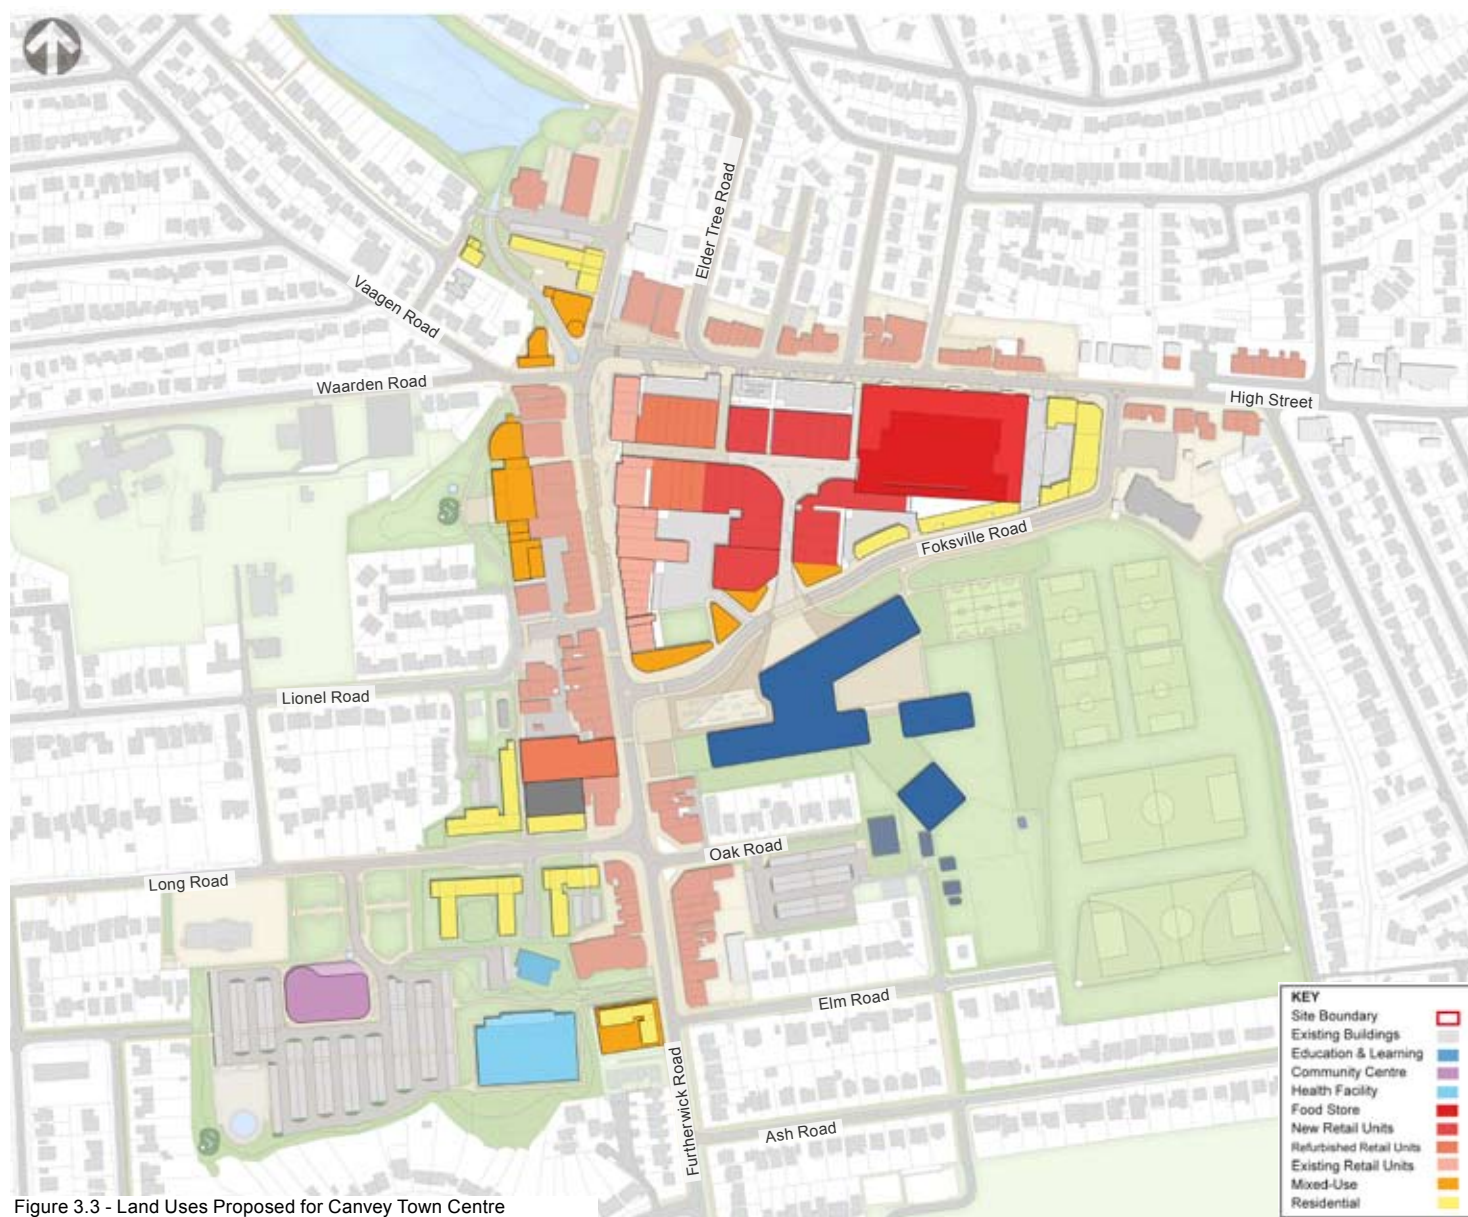 Elder Tree Road
Vaagen Road
Waarden Road
High Street
Foksville Road
Lionel Road
Oak Road
Long Road
Elm Road
Furtherwick Road
Ash Road
KEY
Site Boundary
Existing Buildings
Education & Learning
Community Centre
Health Facility
Food Store
New Retail Units
Refurbished Retail Units
Existing Retail Units
Mixed-Use
Residential
Figure 3.3 - Land Uses Proposed for Canvey Town Centre